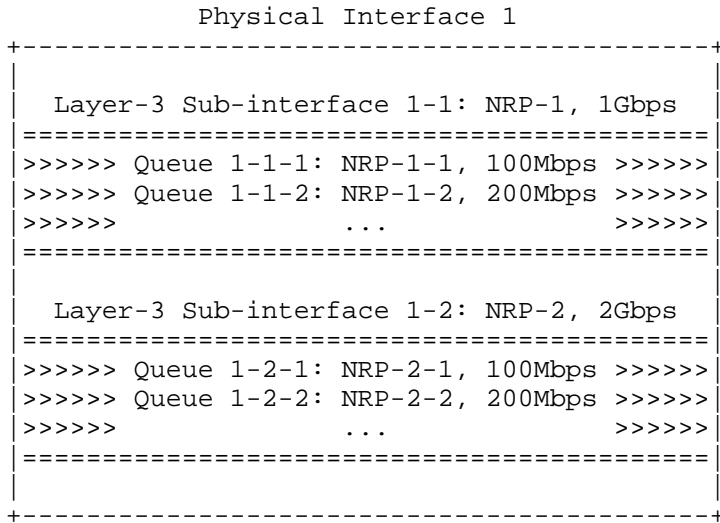 Physical Interface 1
+-------------------------------------------+
|                                           |
|  Layer-3 Sub-interface 1-1: NRP-1, 1Gbps  |
|===========================================|
|>>>>>> Queue 1-1-1: NRP-1-1, 100Mbps >>>>>>|
|>>>>>> Queue 1-1-2: NRP-1-2, 200Mbps >>>>>>|
|>>>>>>              ...              >>>>>>|
|===========================================|
|                                           |
|  Layer-3 Sub-interface 1-2: NRP-2, 2Gbps  |
|===========================================|
|>>>>>> Queue 1-2-1: NRP-2-1, 100Mbps >>>>>>|
|>>>>>> Queue 1-2-2: NRP-2-2, 200Mbps >>>>>>|
|>>>>>>              ...              >>>>>>|
|===========================================|
|                                           |
+-------------------------------------------+